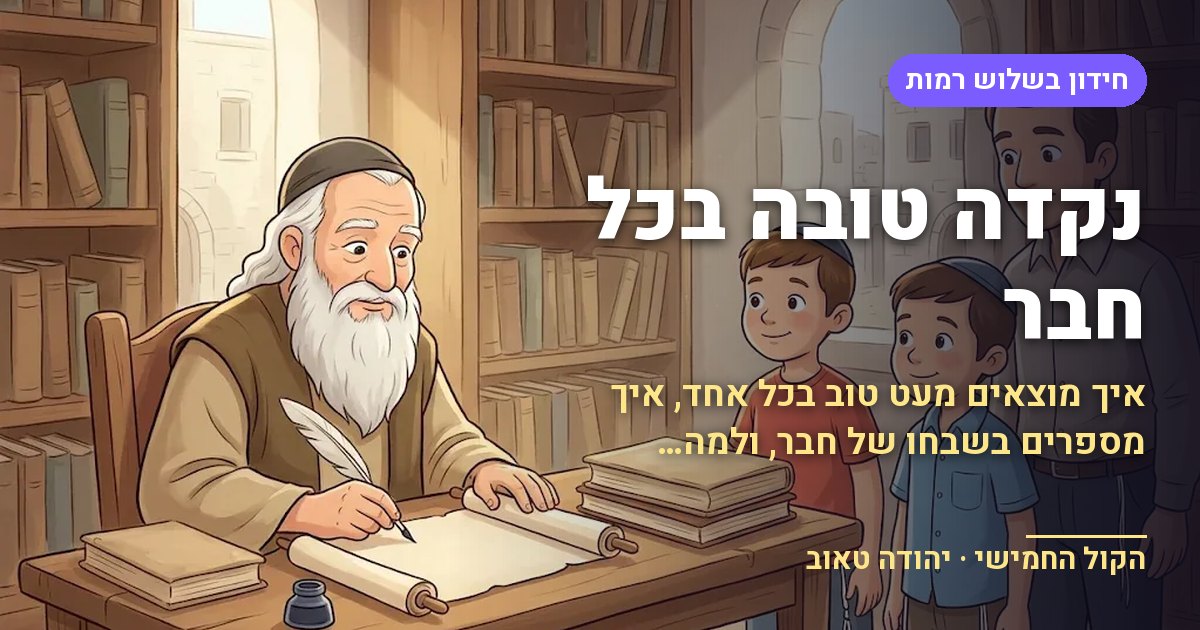 חידון בשלוש רמות
נקדה טובה בכל
חבר
איך מוצאים מעט טוב בכל אחד, איך
מספרים בשבחו של חבר, ולמה...
הקול החמישי · יהודה טאוב